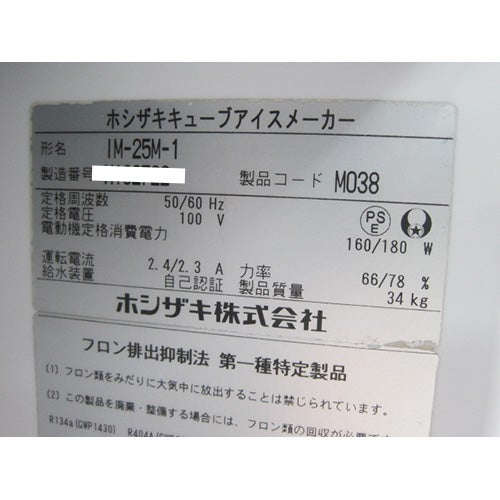 ホシザキキューブアイスメーカー
形名 IM-25M-1
製造番号 製品コード M038
定格周波数 50/60 Hz
定格電圧 100 V
PS E
電動機定格消費電力 160/180 W
運転電流 2.4/2.3 A 力率 66/78 %
給水装置 自己認証 製品質量 34 kg
ホシザキ株式会社
フロン排出抑制法 第一種特定製品
(1) フロン類をみだりに大気中に放出することは禁じられています。
(2) この製品を廃棄・整備する場合には、フロン類の回収が必要で
R134a(GWP1430) R404A(GWP